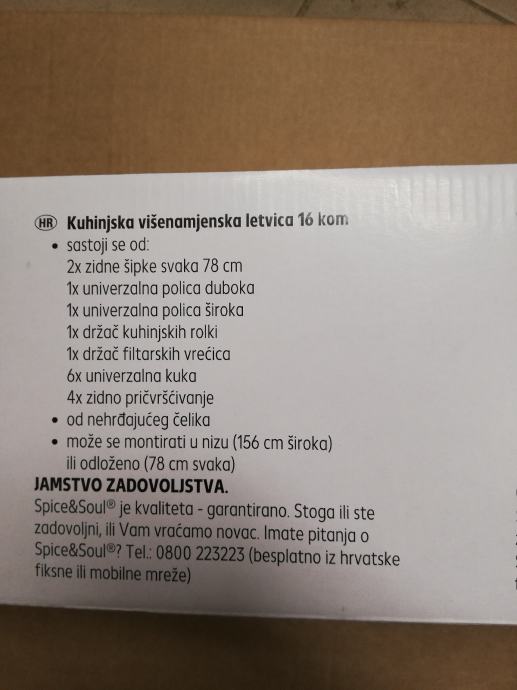 HR Kuhinjska višenamjenska letvica 16 kom
• sastoji se od:
2x zidne šipke svaka 78 cm
1x univerzalna polica duboka
1x univerzalna polica široka
1x držač kuhinjskih rolki
1x držač filtarskih vrećica
6x univerzalna kuka
4x zidno pričvršćivanje
• od nehrđajućeg čelika
• može se montirati u nizu (156 cm široka)
ili odloženo (78 cm svaka)
JAMSTVO ZADOVOLJSTVA.
Spice&Soul® je kvaliteta - garantirano. Stoga ili ste
zadovoljni, ili Vam vraćamo novac. Imate pitanja o
Spice&Soul®? Tel.: 0800 223223 (besplatno iz hrvatske
fiksne ili mobilne mreže)